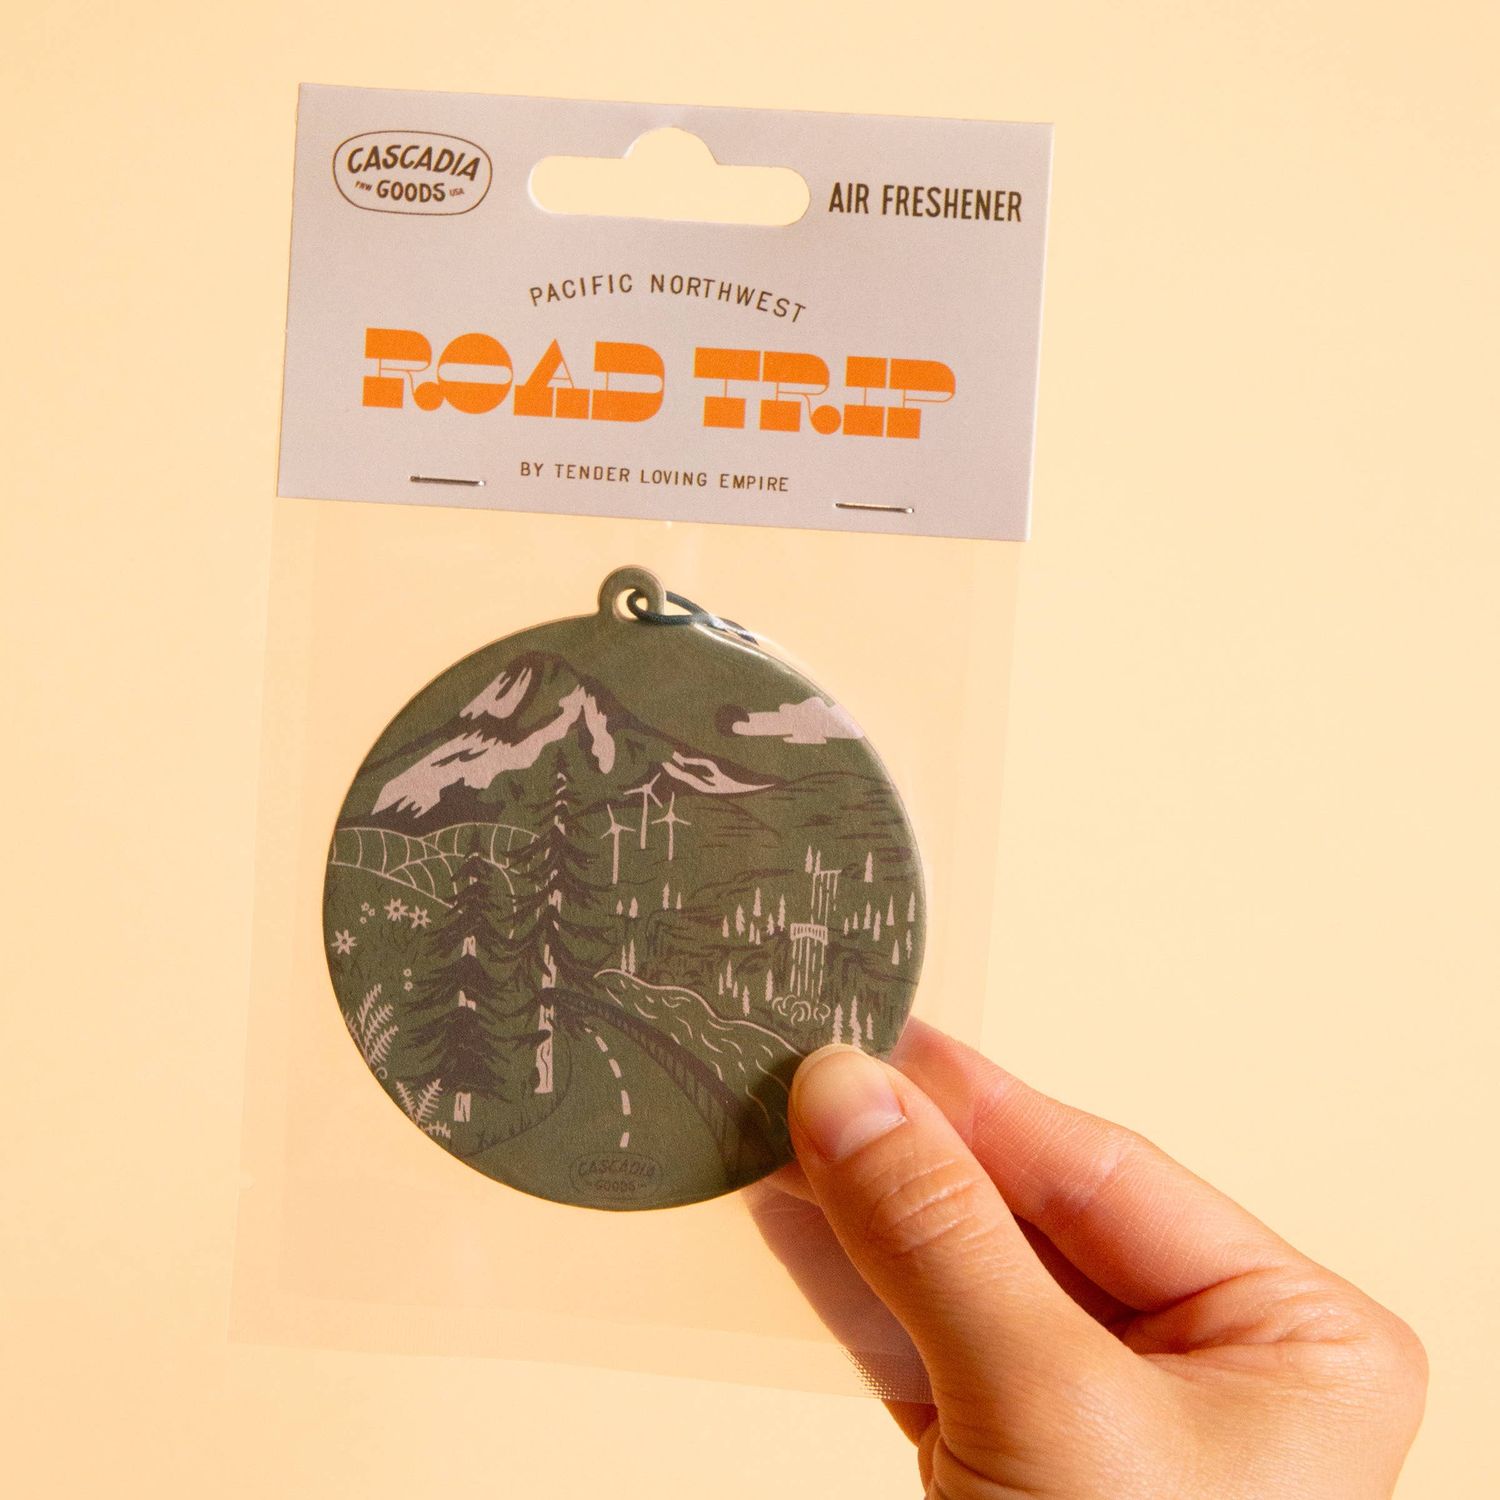 CASCADIA
PNW GOODS USA
AIR FRESHENER
PACIFIC NORTHWEST
ROAD TRIP
BY TENDER LOVING EMPIRE
CASCADIA
GOODS